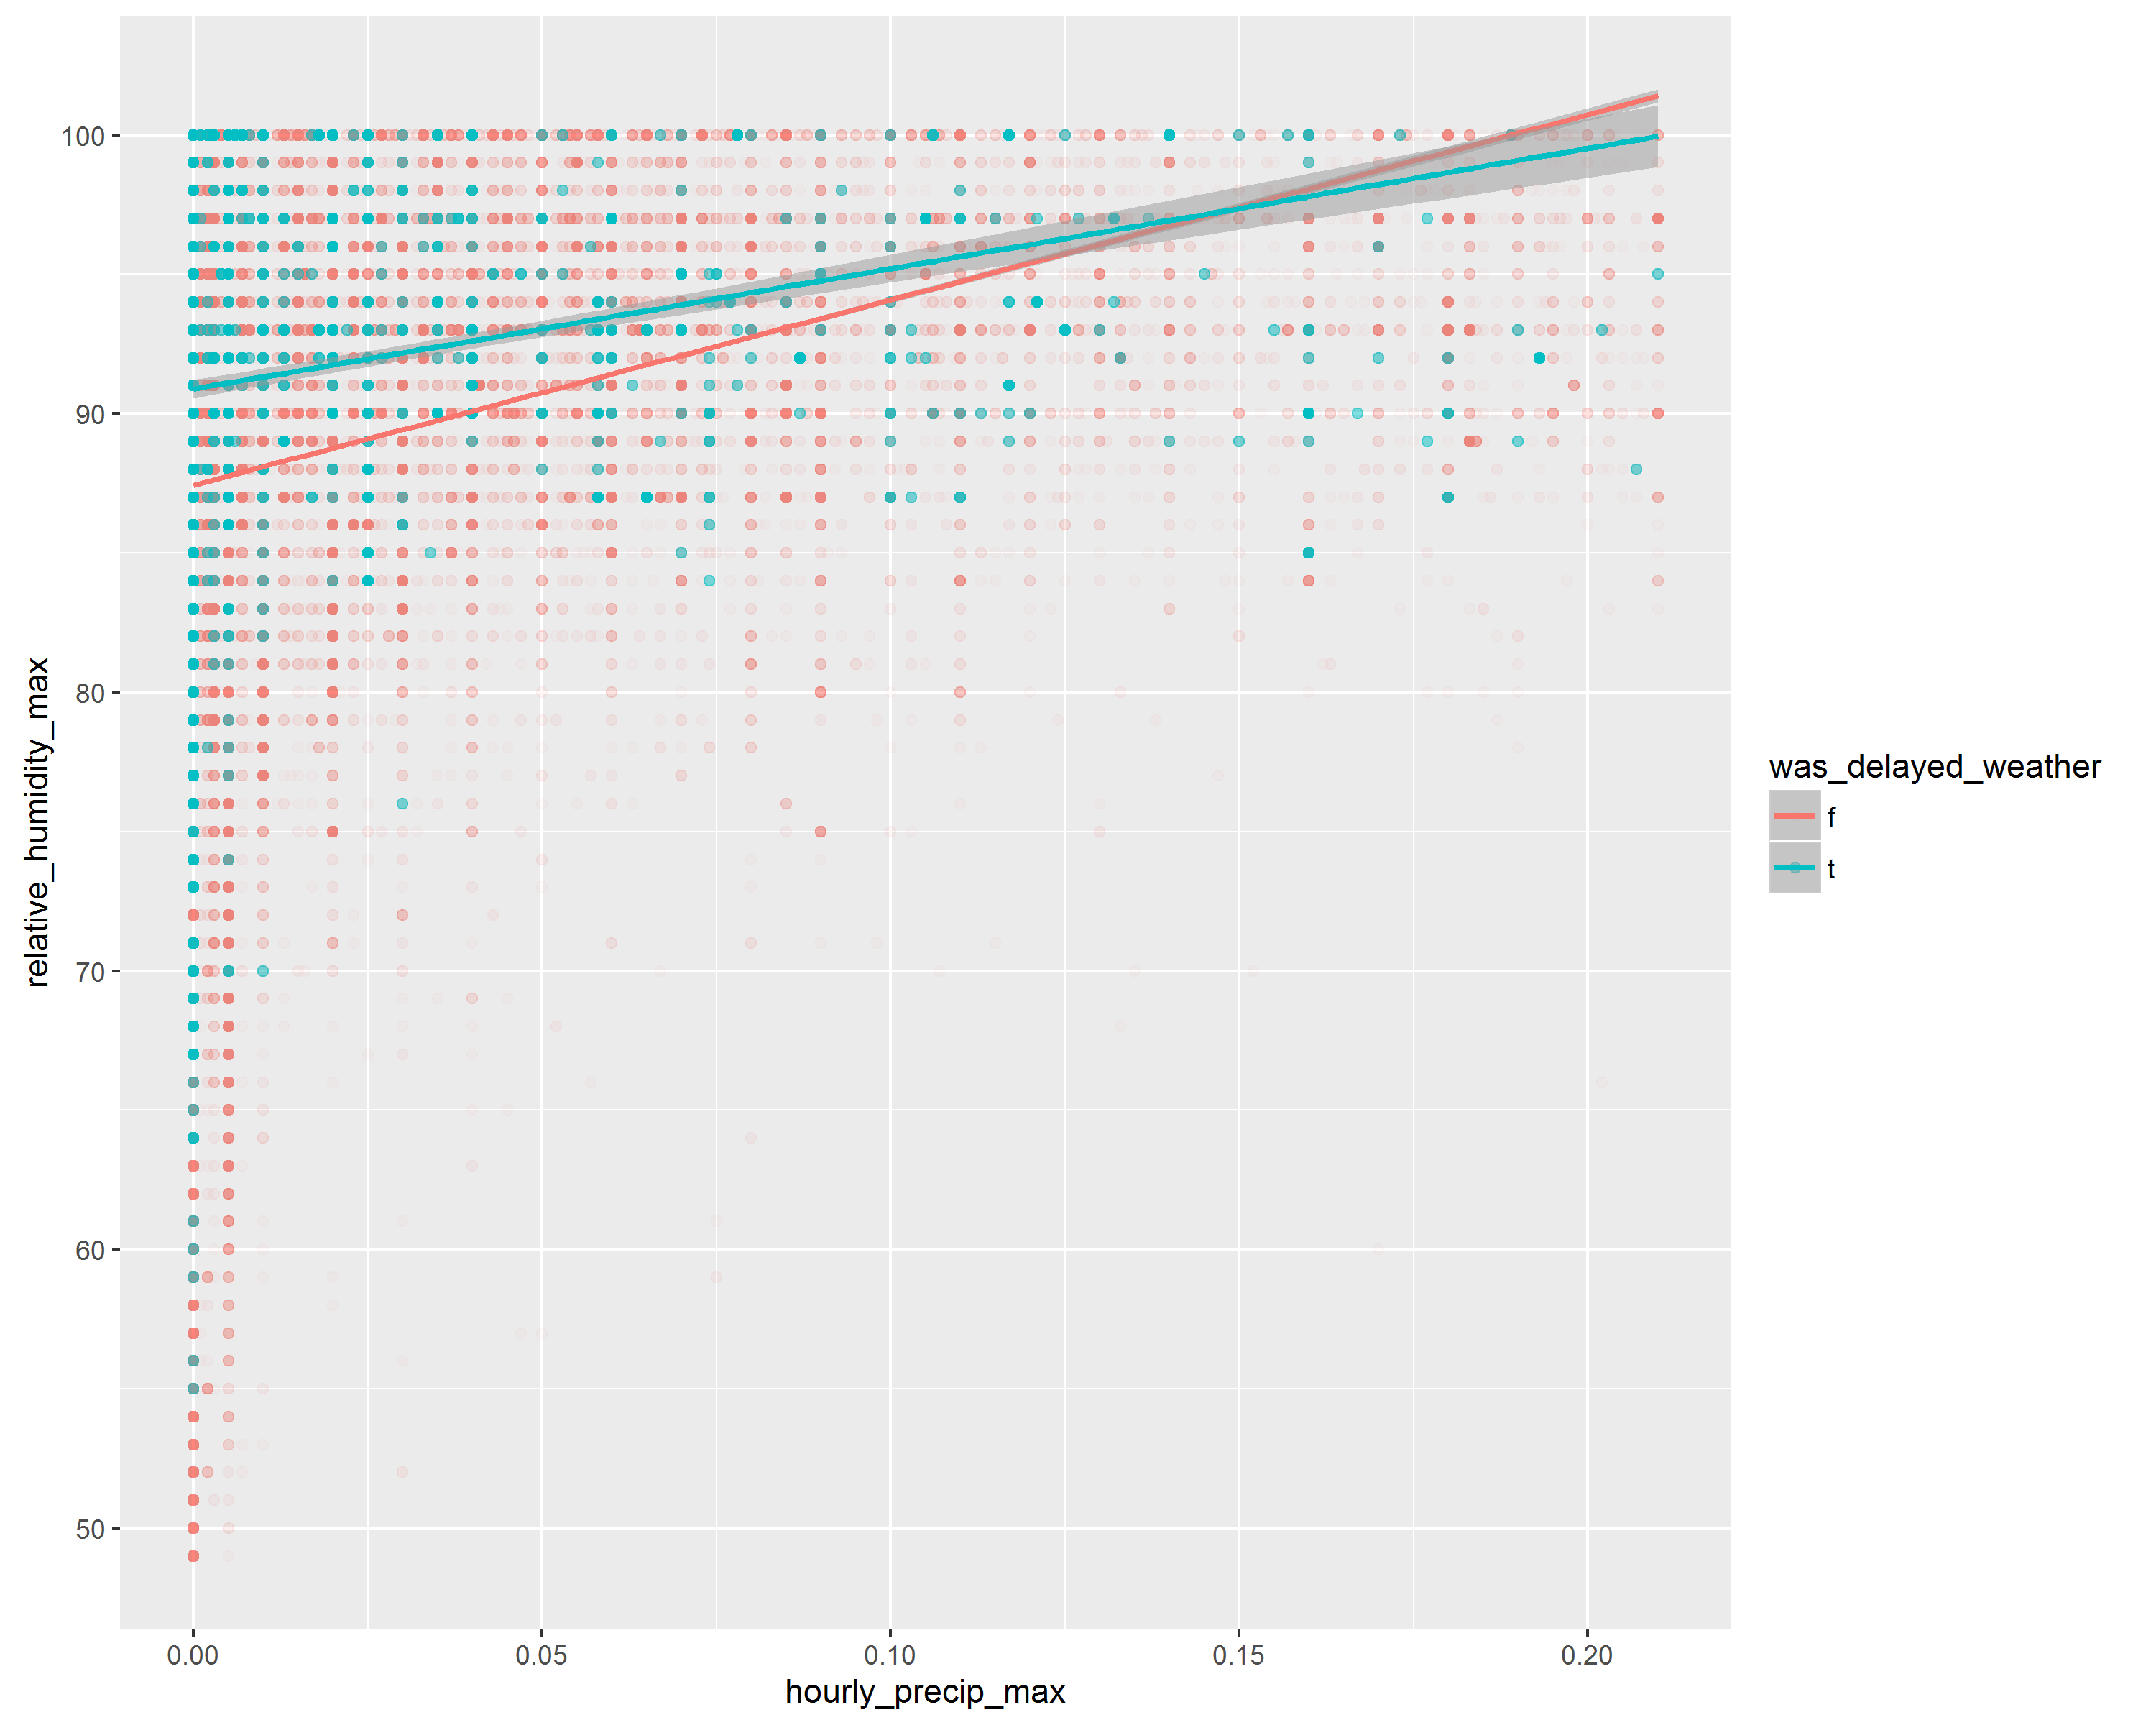 100
90
80
70
60
50
relative_humidity_max
0.00
0.05
0.10
0.15
0.20
hourly_precip_max
was_delayed_weather
f
t